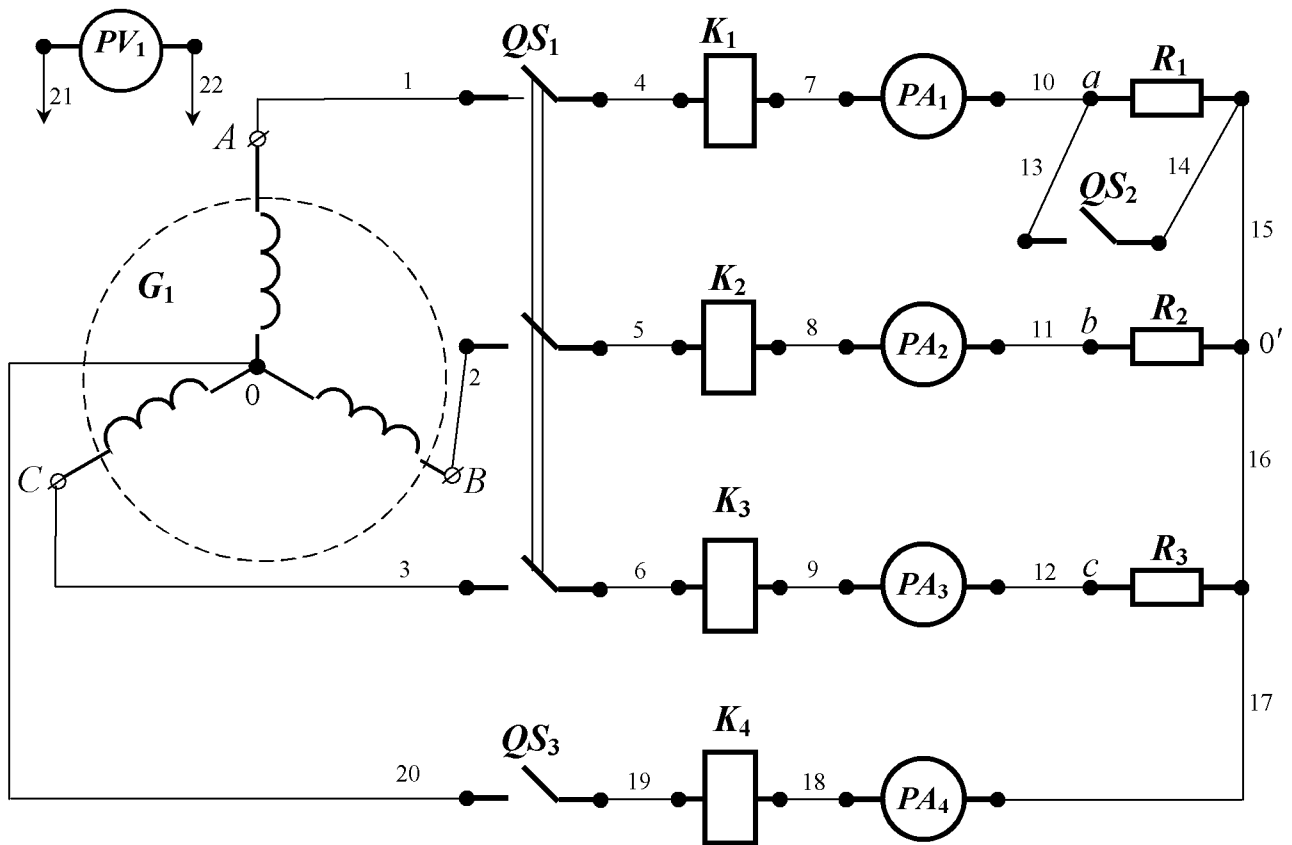 PV₁
21
22
A
G₁
0
C
B
1
QS₁
4
K₁
7
PA₁
10
a
R₁
13
14
QS₂
15
2
5
K₂
8
PA₂
11
b
R₂
0′
16
3
6
K₃
9
PA₃
12
c
R₃
17
20
QS₃
19
K₄
18
PA₄